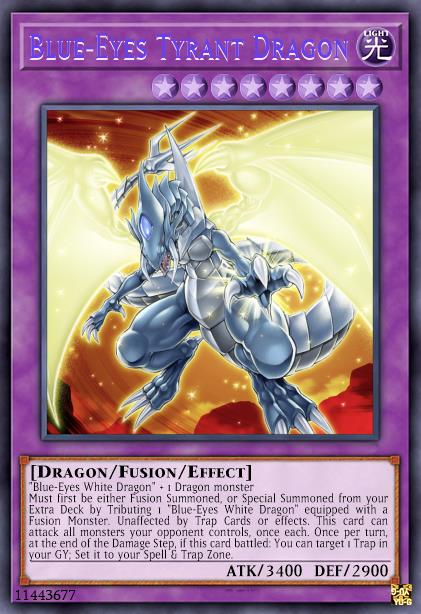 Blue-Eyes Tyrant Dragon
LIGHT
光
[Dragon/Fusion/Effect]
"Blue-Eyes White Dragon" + 1 Dragon monster
Must first be either Fusion Summoned, or Special Summoned from your
Extra Deck by Tributing 1 "Blue-Eyes White Dragon" equipped with a
Fusion Monster. Unaffected by Trap Cards or effects. This card can
attack all monsters your opponent controls, once each. Once per turn,
at the end of the Damage Step, if this card battled: You can target 1 Trap in
your GY; Set it to your Spell & Trap Zone.
ATK/3400 DEF/2900
11443677